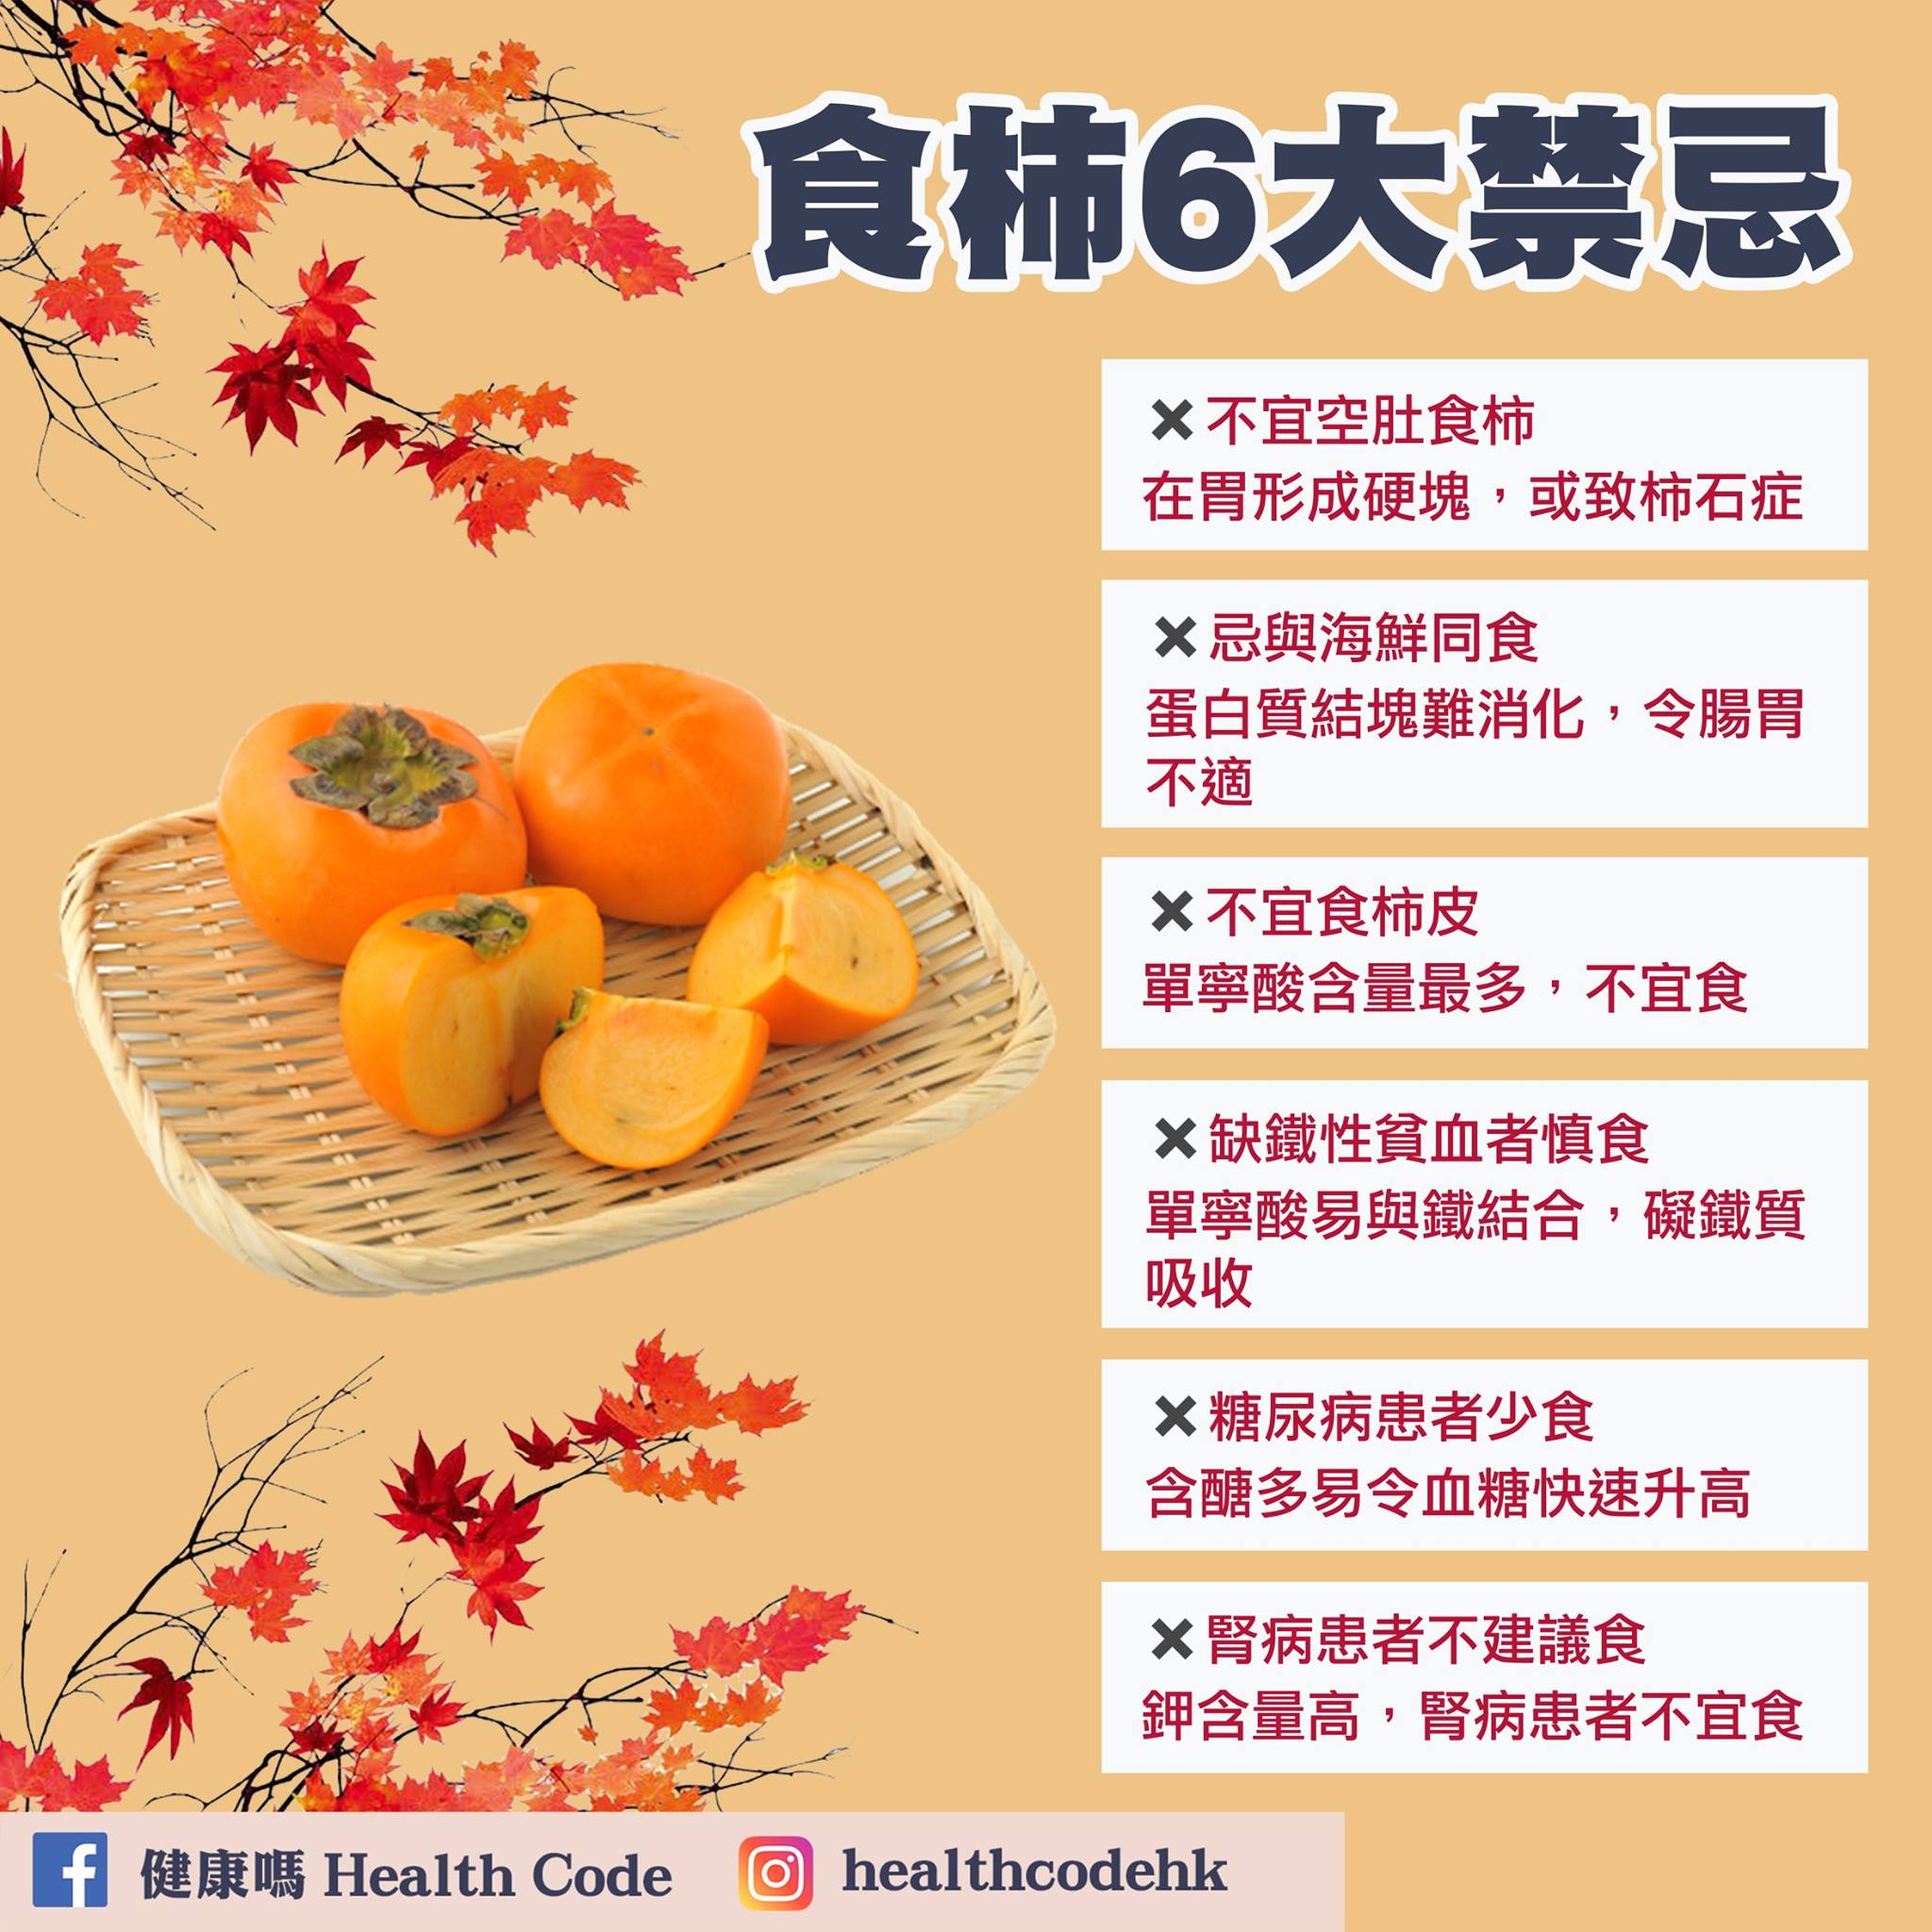 食柿6大禁忌
✖不宜空肚食柿
在胃形成硬塊，或致柿石症
✖忌與海鮮同食
蛋白質結塊難消化，令腸胃
不適
✖不宜食柿皮
單寧酸含量最多，不宜食
✖缺鐵性貧血者慎食
單寧酸易與鐵結合，礙鐵質
吸收
✖糖尿病患者少食
含醣多易令血糖快速升高
✖腎病患者不建議食
鉀含量高，腎病患者不宜食
健康嗎 Health Code
healthcodehk